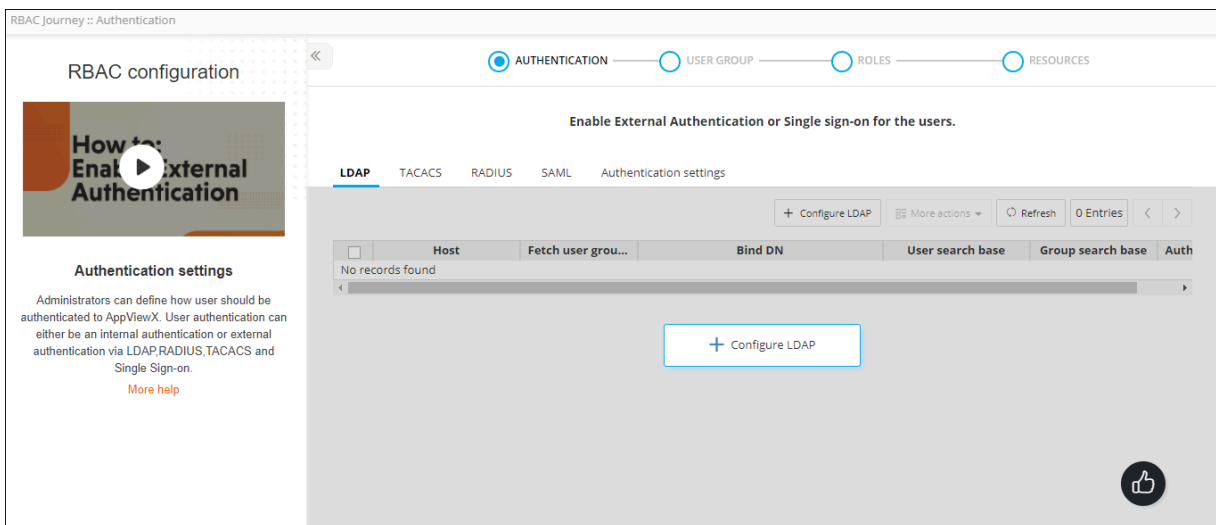 RBAC Journey :: Authentication
RBAC configuration
How to:
Enable External
Authentication
Authentication settings
Administrators can define how user should be
authenticated to AppViewX. User authentication can
either be an internal authentication or external
authentication via LDAP,RADIUS,TACACS and
Single Sign-on.
More help
AUTHENTICATION USER GROUP ROLES RESOURCES
Enable External Authentication or Single sign-on for the users.
LDAP TACACS RADIUS SAML Authentication settings
+ Configure LDAP More actions Refresh 0 Entries
Host Fetch user grou... Bind DN User search base Group search base Auth
No records found
+ Configure LDAP